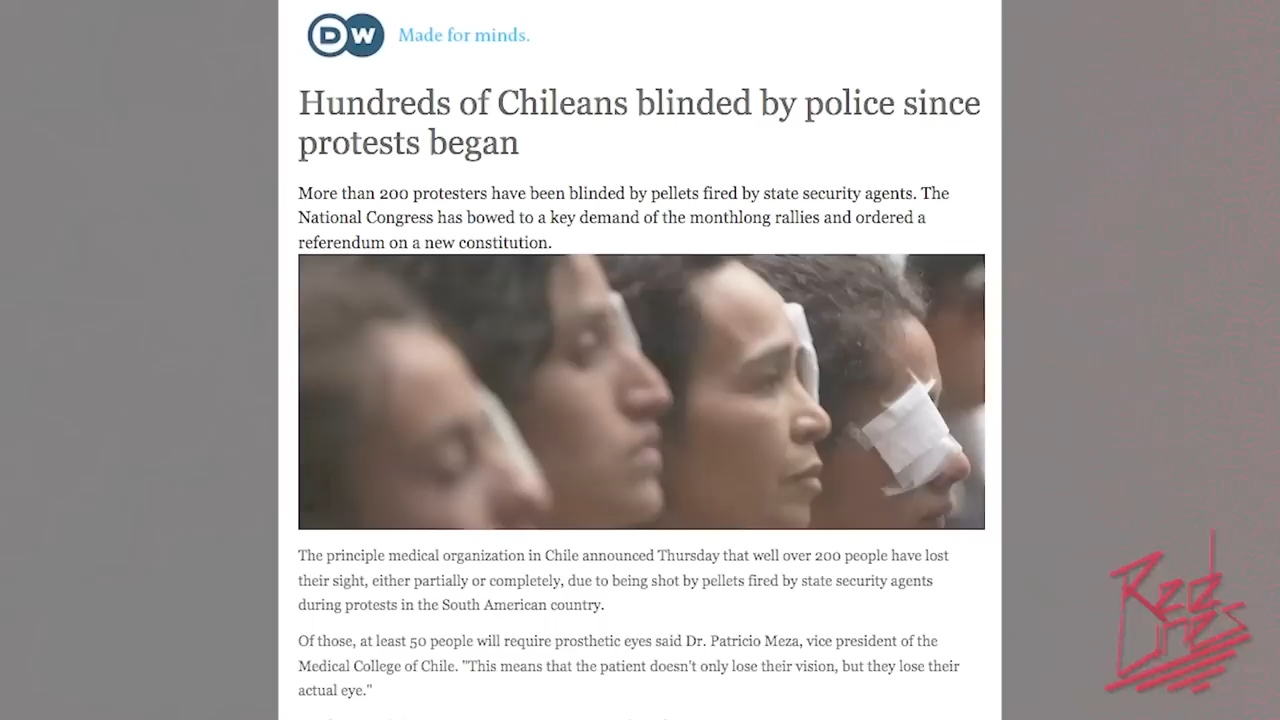 DW Made for minds.
Hundreds of Chileans blinded by police since
protests began
More than 200 protesters have been blinded by pellets fired by state security agents. The
National Congress has bowed to a key demand of the monthlong rallies and ordered a
referendum on a new constitution.
The principle medical organization in Chile announced Thursday that well over 200 people have lost
their sight, either partially or completely, due to being shot by pellets fired by state security agents
during protests in the South American country.
Of those, at least 50 people will require prosthetic eyes said Dr. Patricio Meza, vice president of the
Medical College of Chile. "This means that the patient doesn't only lose their vision, but they lose their
actual eye."